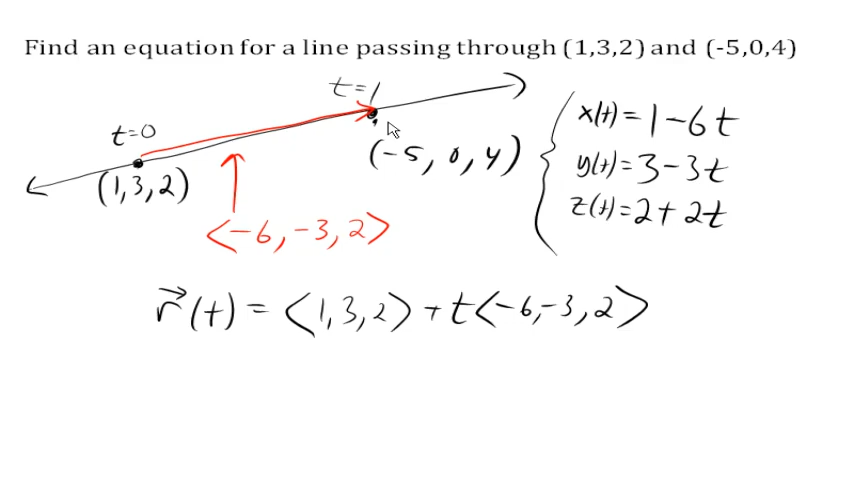 Find an equation for a line passing through (1,3,2) and (-5,0,4)
t=1
t=0
(1,3,2)
(-5, 0, 4)
<-6, -3, 2>
x(t) = 1 - 6t
y(t) = 3 - 3t
z(t) = 2 + 2t
r⃗(t) = <1,3,2> + t<-6,-3,2>